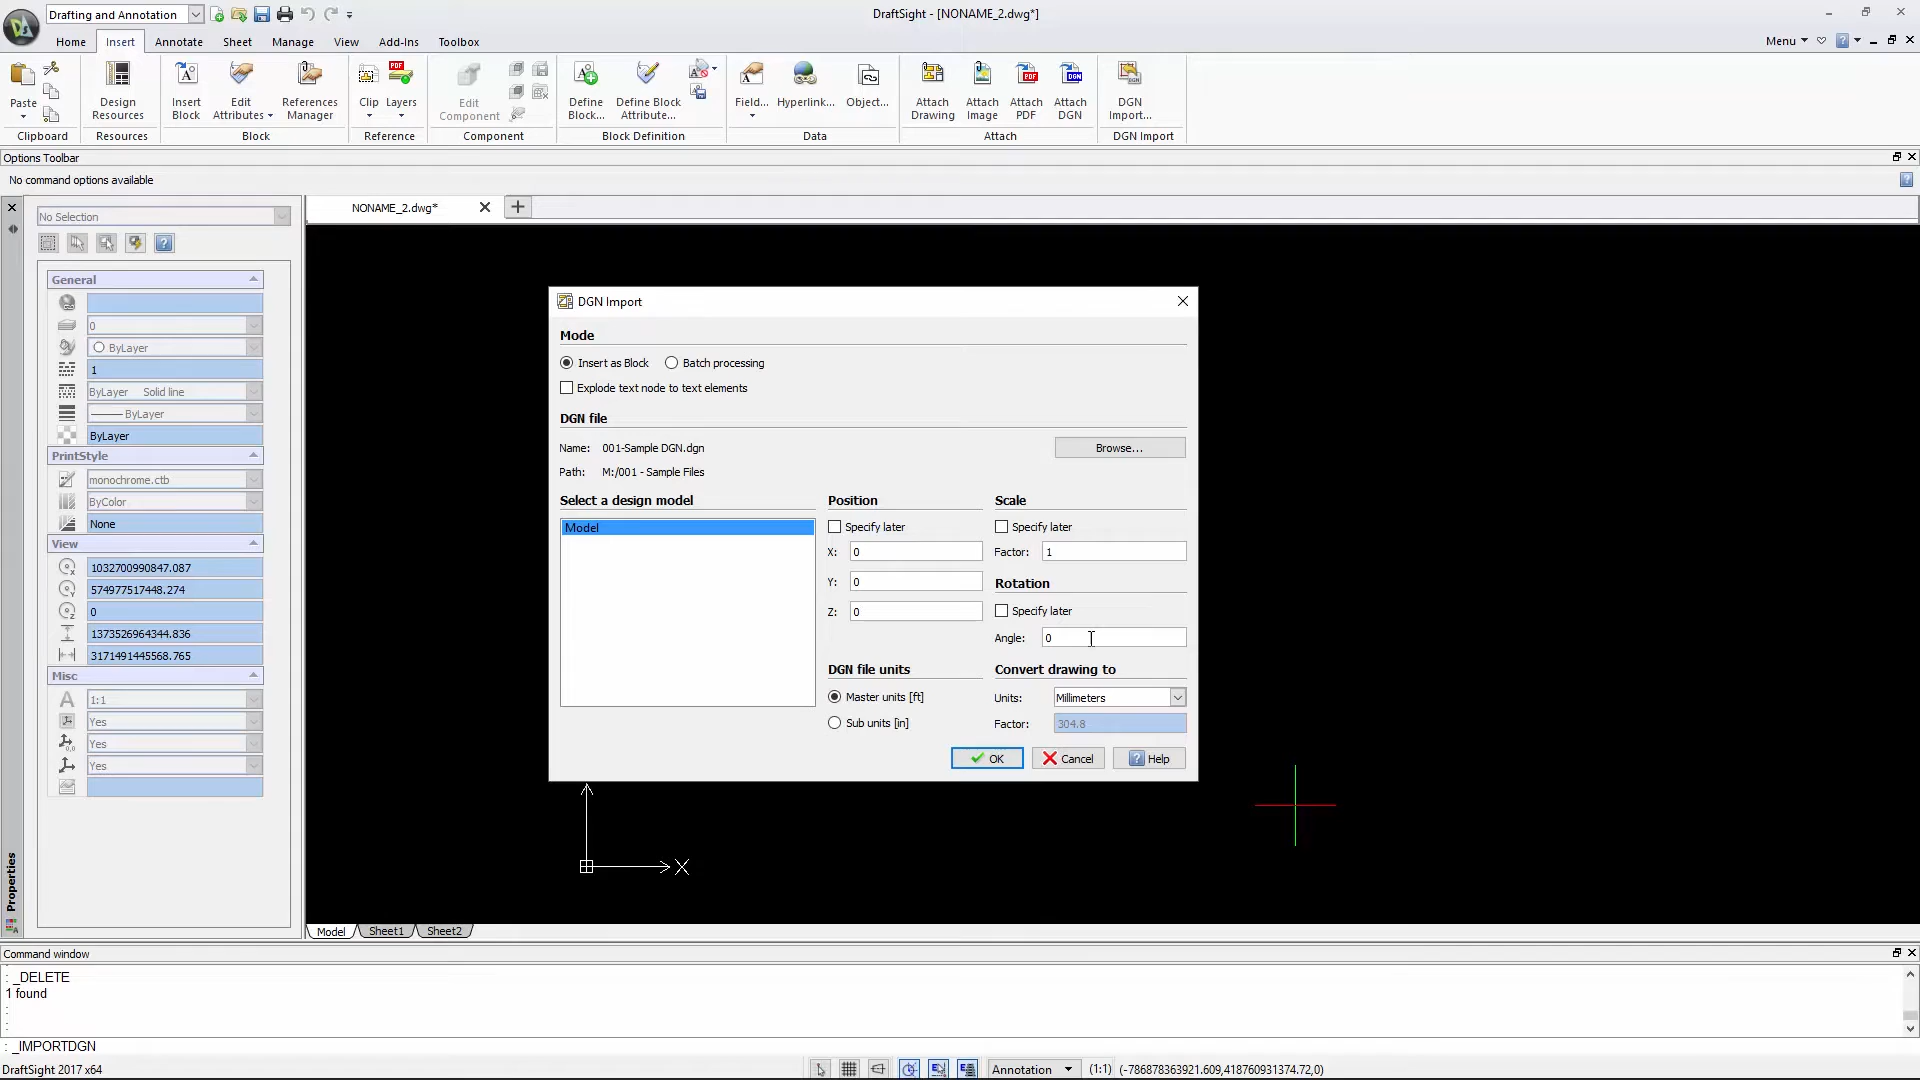 Drafting and Annotation
DraftSight - [NONAME_2.dwg*]
Home Insert Annotate Sheet Manage View Add-Ins Toolbox
Menu
Paste
Design Resources
Insert Block
Edit Attributes
References Manager
Clip
Layers
Edit Component
Define Block...
Define Block Attribute...
Field...
Hyperlink...
Object...
Attach Drawing
Attach Image
PDF
Attach PDF
DGN
Attach DGN
DGN Import...
Clipboard Resources Block Reference Component Block Definition Data Attach DGN Import
Options Toolbar
No command options available
No Selection
NONAME_2.dwg*
General
0
ByLayer
1
ByLayer Solid line
ByLayer
ByLayer
PrintStyle
monochrome.ctb
ByColor
None
View
1032700990847.087
574977517448.274
0
1373526964344.836
3171491445568.765
Misc
1:1
Yes
Yes
Yes
Properties
DGN Import
Mode
Insert as Block Batch processing
Explode text node to text elements
DGN file
Name: 001-Sample DGN.dgn Browse...
Path: M:/001 - Sample Files
Select a design model
Model
Position
Specify later
X: 0
Y: 0
Z: 0
Scale
Specify later
Factor: 1
Rotation
Specify later
Angle: 0
DGN file units
Master units [ft]
Sub units [in]
Convert drawing to
Units: Millimeters
Factor: 304.8
OK Cancel Help
X
Model Sheet1 Sheet2
Command window
: _DELETE
1 found
:
:
: _IMPORTDGN
DraftSight 2017 x64
Annotation (1:1) (-786878363921.609,418760931374.72,0)